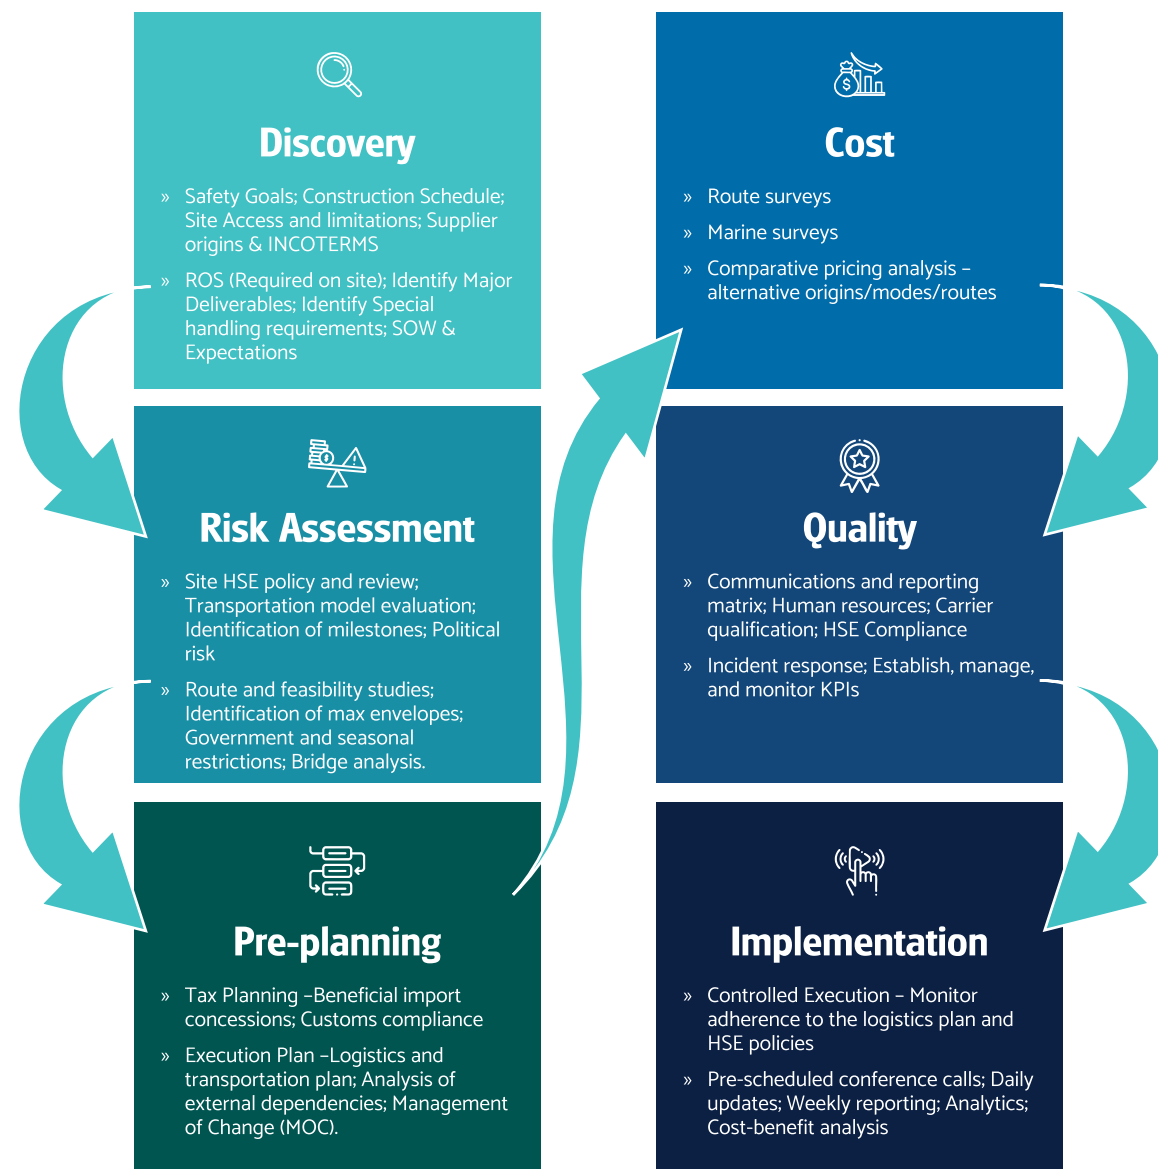 Discovery
» Safety Goals; Construction Schedule;
Site Access and limitations; Supplier
origins & INCOTERMS
» ROS (Required on site); Identify Major
Deliverables; Identify Special
handling requirements; SOW &
Expectations
Risk Assessment
» Site HSE policy and review;
Transportation model evaluation;
Identification of milestones; Political
risk
» Route and feasibility studies;
Identification of max envelopes;
Government and seasonal
restrictions; Bridge analysis.
Pre-planning
» Tax Planning –Beneficial import
concessions; Customs compliance
» Execution Plan –Logistics and
transportation plan; Analysis of
external dependencies; Management
of Change (MOC).
Cost
» Route surveys
» Marine surveys
» Comparative pricing analysis –
alternative origins/modes/routes
Quality
» Communications and reporting
matrix; Human resources; Carrier
qualification; HSE Compliance
» Incident response; Establish, manage,
and monitor KPIs
Implementation
» Controlled Execution – Monitor
adherence to the logistics plan and
HSE policies
» Pre-scheduled conference calls; Daily
updates; Weekly reporting; Analytics;
Cost-benefit analysis